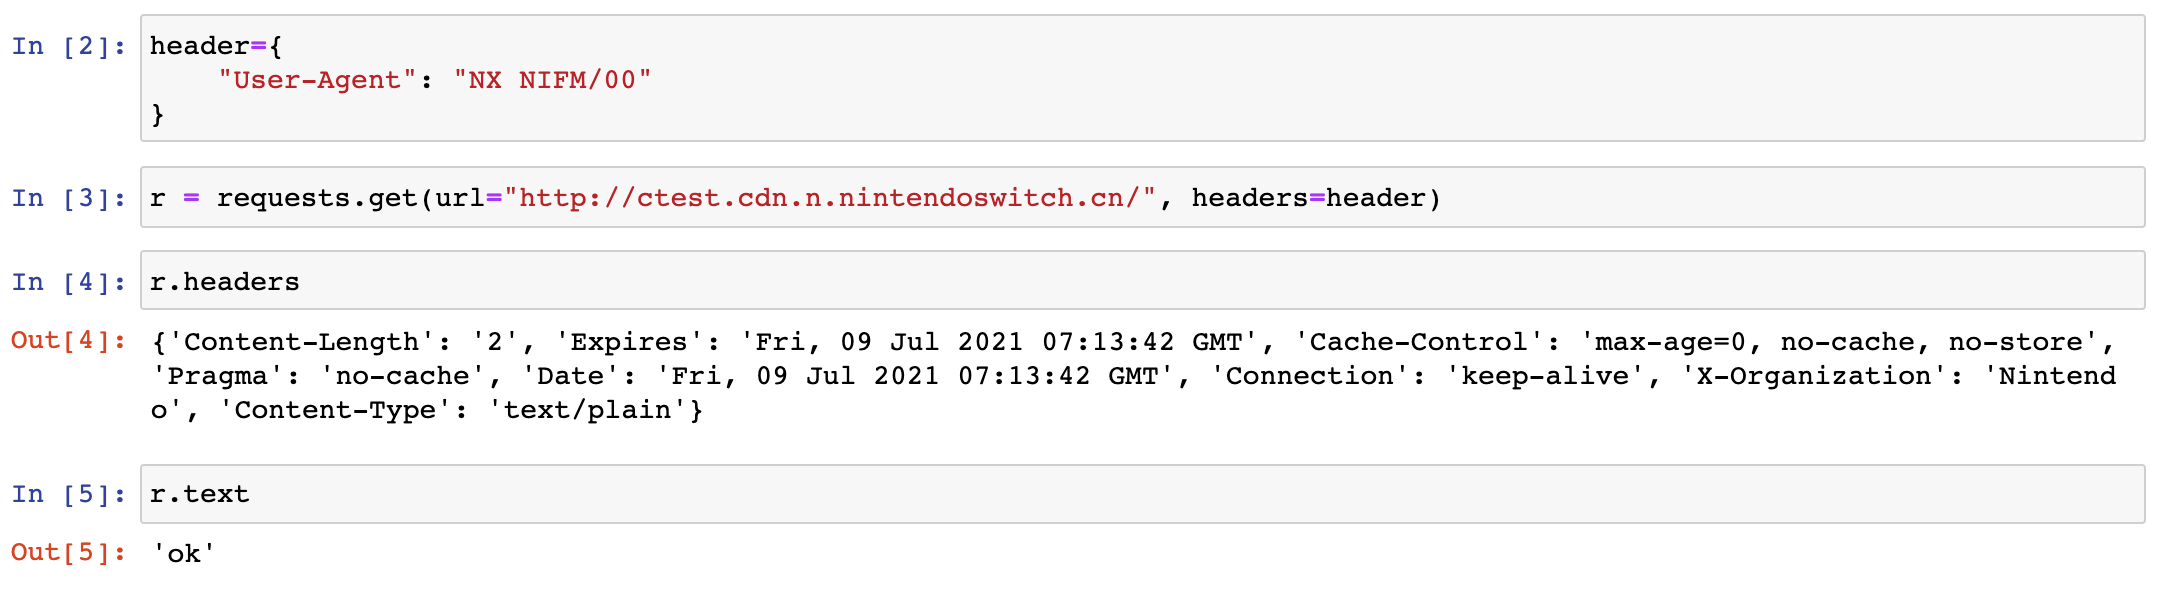 In [2]: header={
    "User-Agent": "NX NIFM/00"
}
In [3]: r = requests.get(url="http://ctest.cdn.n.nintendoswitch.cn/", headers=header)
In [4]: r.headers
Out[4]: {'Content-Length': '2', 'Expires': 'Fri, 09 Jul 2021 07:13:42 GMT', 'Cache-Control': 'max-age=0, no-cache, no-store',
'Pragma': 'no-cache', 'Date': 'Fri, 09 Jul 2021 07:13:42 GMT', 'Connection': 'keep-alive', 'X-Organization': 'Nintend
o', 'Content-Type': 'text/plain'}
In [5]: r.text
Out[5]: 'ok'